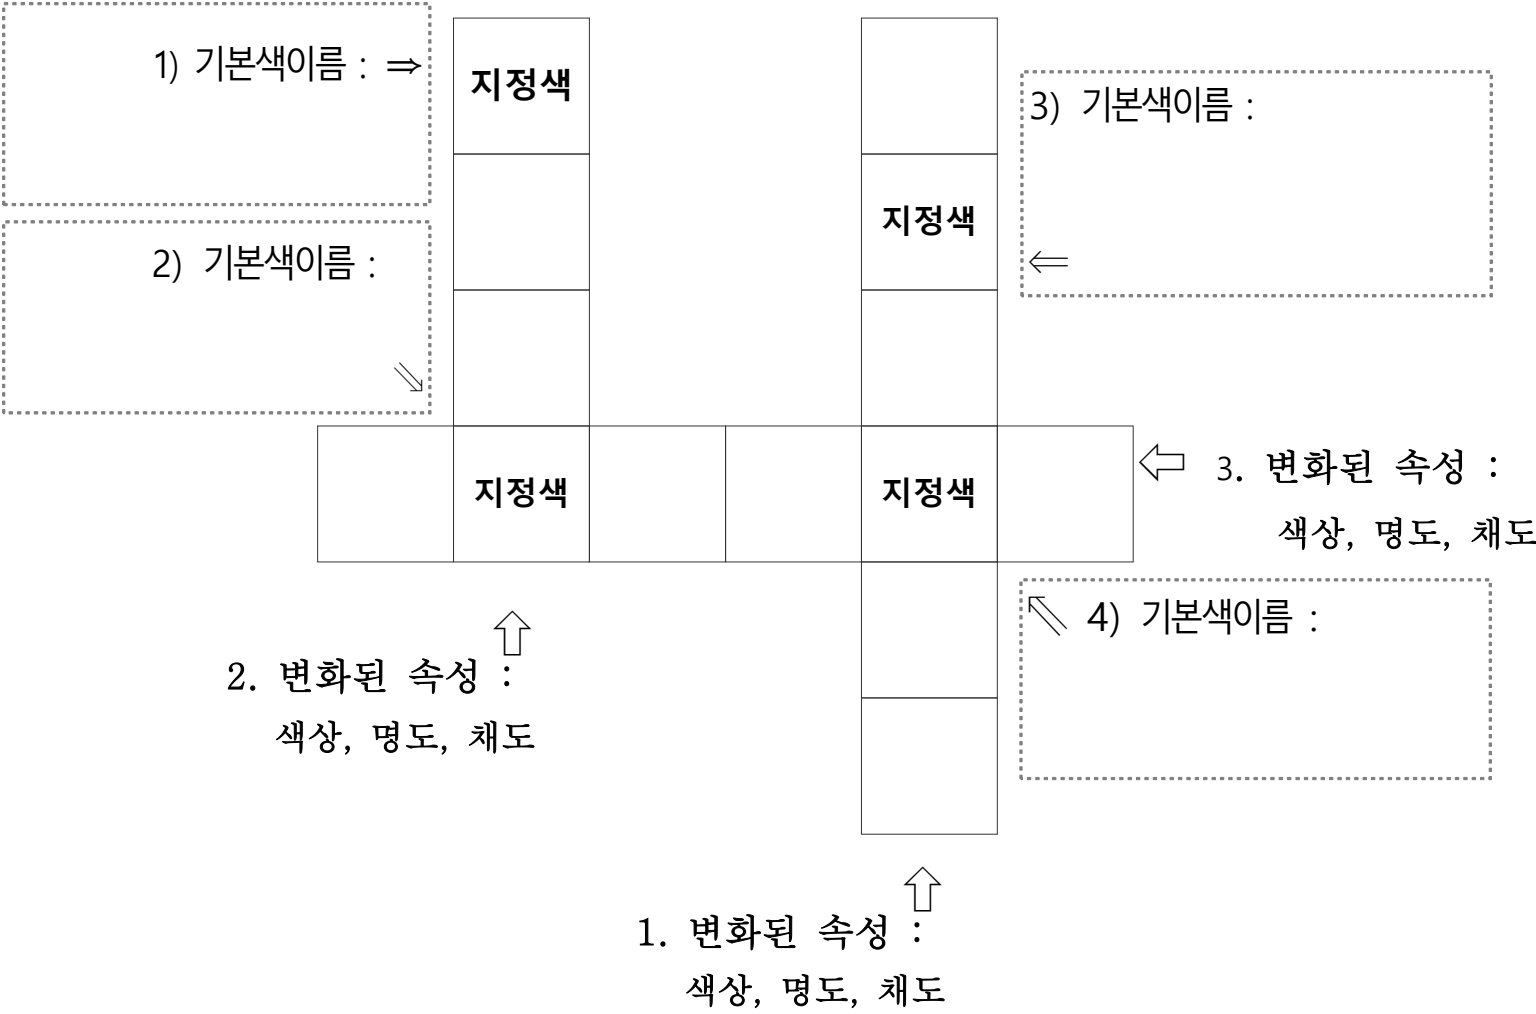 1) 기본색이름 : ⇒
지정색
3) 기본색이름 :
지정색
⇐
2) 기본색이름 :
⇘
지정색
지정색
3. 변화된 속성 :
색상, 명도, 채도
2. 변화된 속성 :
색상, 명도, 채도
4) 기본색이름 :
1. 변화된 속성 :
색상, 명도, 채도